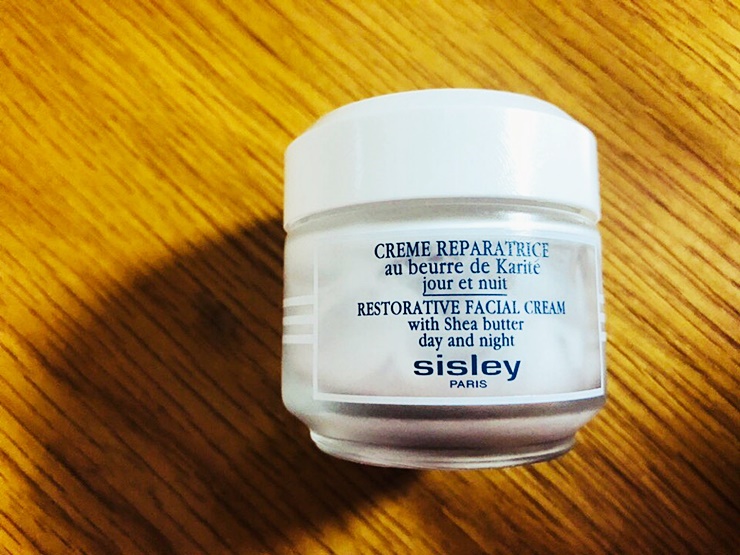 CREME REPARATRICE
au beurre de Karité
jour et nuit
RESTORATIVE FACIAL CREAM
with Shea butter
day and night
sisley
PARIS